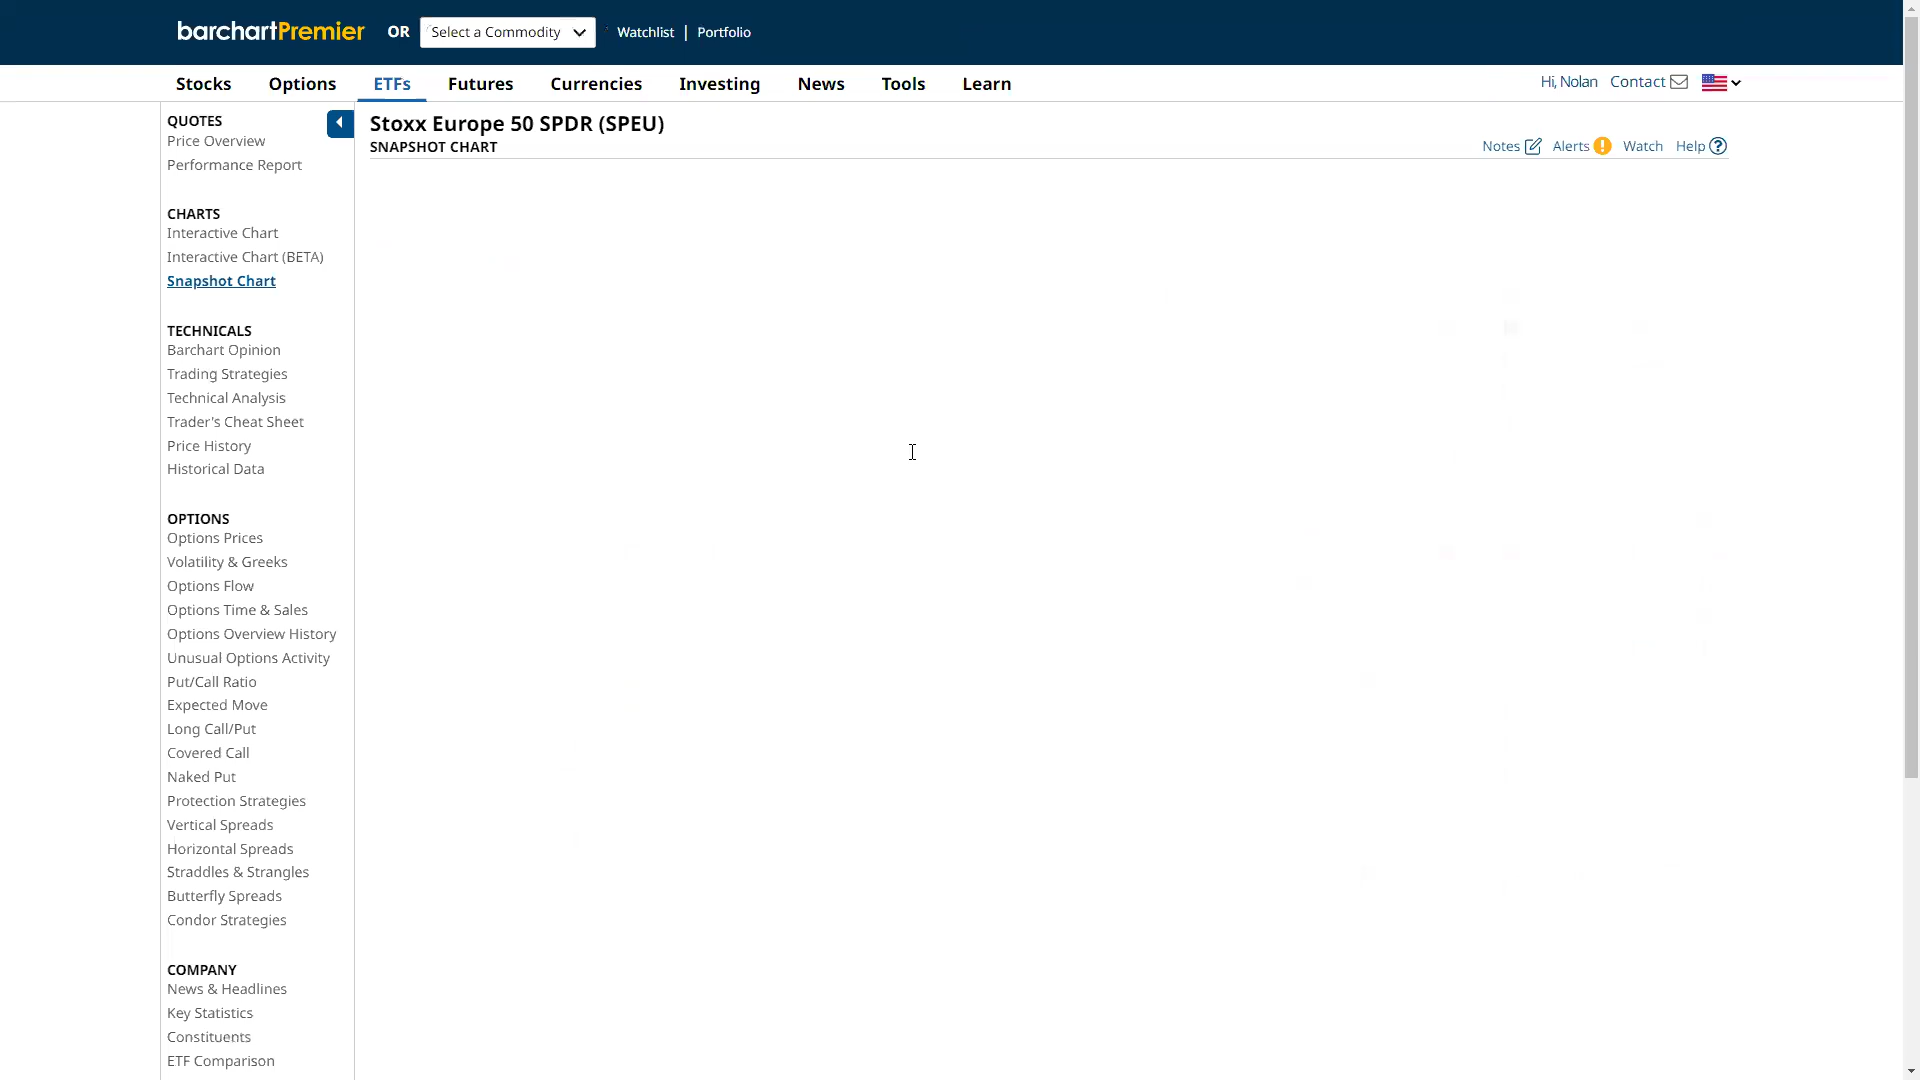 barchartPremier OR Select a Commodity Watchlist | Portfolio
Stocks Options ETFs Futures Currencies Investing News Tools Learn Hi, Nolan Contact
QUOTES
Price Overview
Performance Report
CHARTS
Interactive Chart
Interactive Chart (BETA)
Snapshot Chart
TECHNICALS
Barchart Opinion
Trading Strategies
Technical Analysis
Trader's Cheat Sheet
Price History
Historical Data
OPTIONS
Options Prices
Volatility & Greeks
Options Flow
Options Time & Sales
Options Overview History
Unusual Options Activity
Put/Call Ratio
Expected Move
Long Call/Put
Covered Call
Naked Put
Protection Strategies
Vertical Spreads
Horizontal Spreads
Straddles & Strangles
Butterfly Spreads
Condor Strategies
COMPANY
News & Headlines
Key Statistics
Constituents
ETF Comparison
Stoxx Europe 50 SPDR (SPEU)
SNAPSHOT CHART
Notes Alerts Watch Help